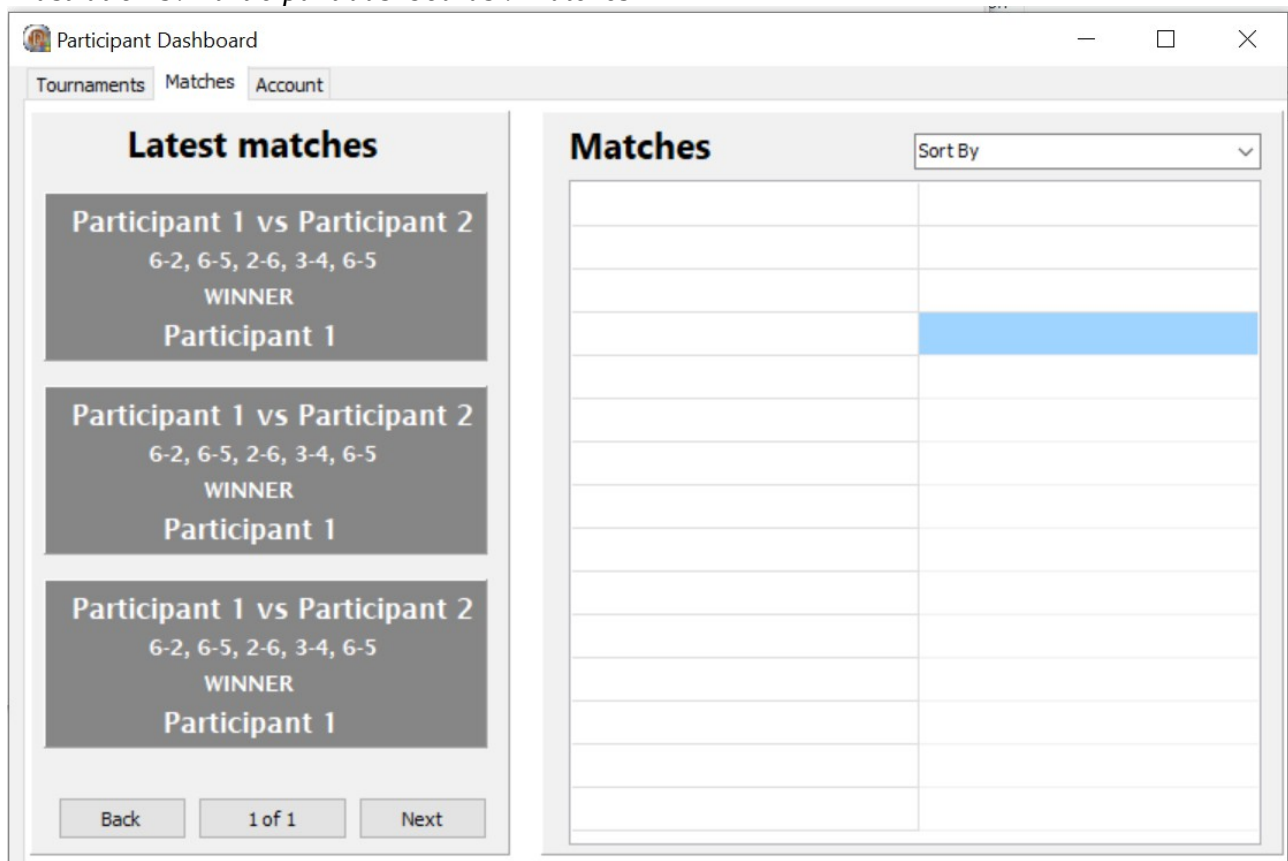 Participant Dashboard
Tournaments Matches Account
Latest matches
Participant 1 vs Participant 2
6-2, 6-5, 2-6, 3-4, 6-5
WINNER
Participant 1
Participant 1 vs Participant 2
6-2, 6-5, 2-6, 3-4, 6-5
WINNER
Participant 1
Participant 1 vs Participant 2
6-2, 6-5, 2-6, 3-4, 6-5
WINNER
Participant 1
Back 1 of 1 Next
Matches Sort By